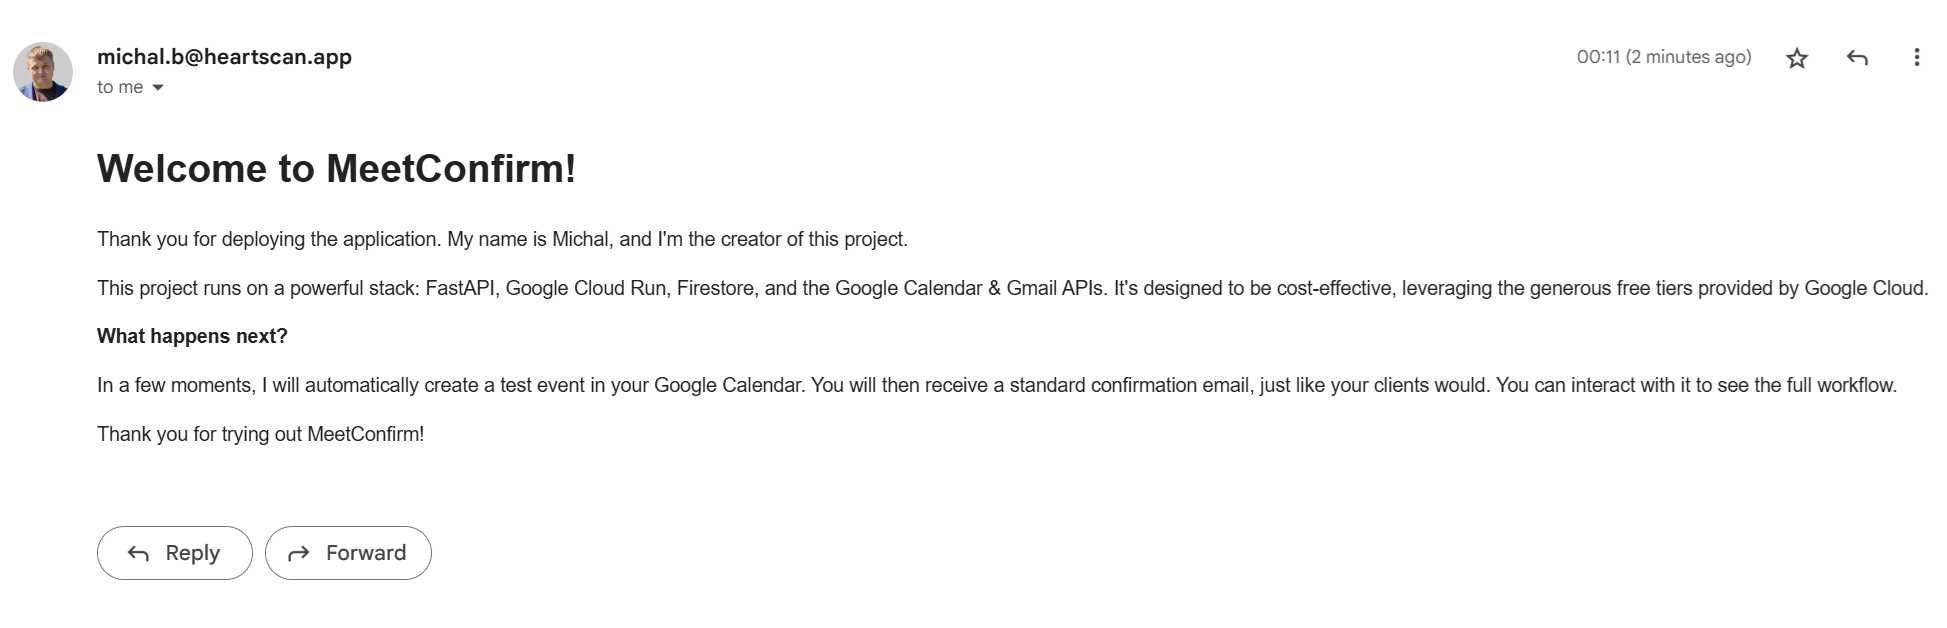 michal.b@heartscan.app
00:11 (2 minutes ago)
to me
Welcome to MeetConfirm!
Thank you for deploying the application. My name is Michal, and I'm the creator of this project.
This project runs on a powerful stack: FastAPI, Google Cloud Run, Firestore, and the Google Calendar & Gmail APIs. It's designed to be cost-effective, leveraging the generous free tiers provided by Google Cloud.
What happens next?
In a few moments, I will automatically create a test event in your Google Calendar. You will then receive a standard confirmation email, just like your clients would. You can interact with it to see the full workflow.
Thank you for trying out MeetConfirm!
Reply
Forward